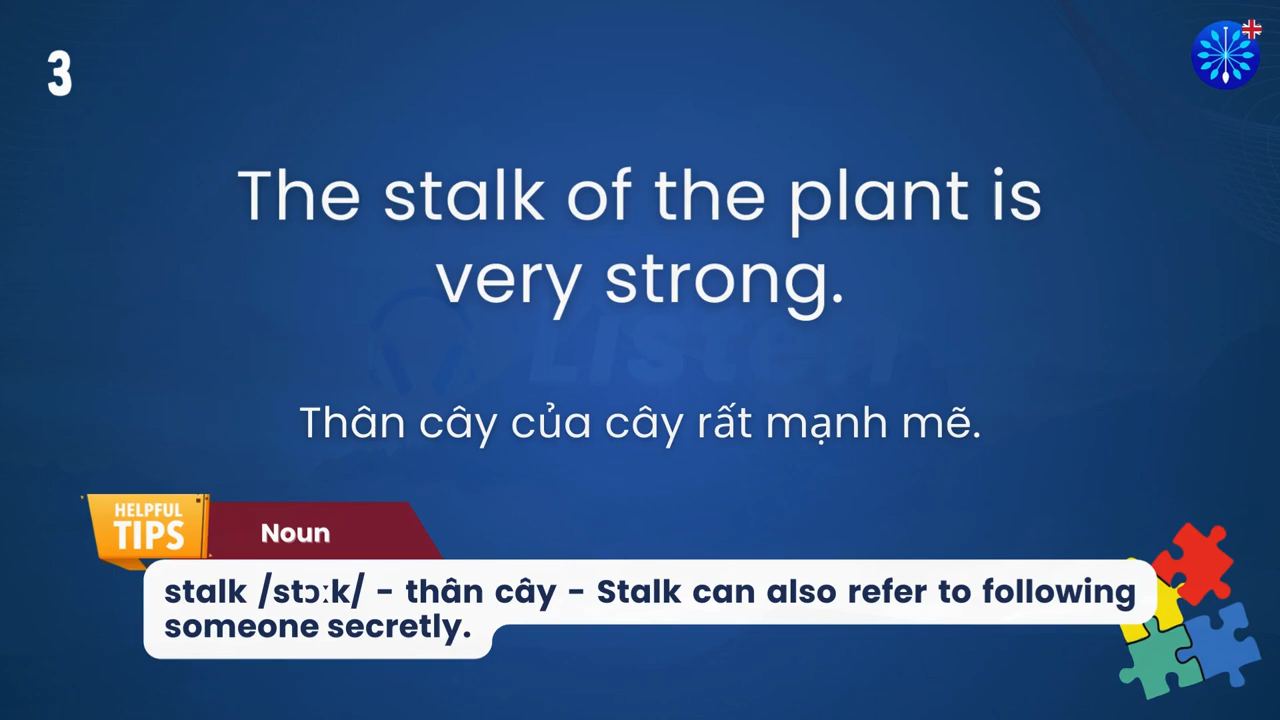 3
The stalk of the plant is
very strong.
Listen
Thân cây của cây rất mạnh mẽ.
HELPFUL
TIPS
Noun
stalk /stɔːk/ - thân cây - Stalk can also refer to following
someone secretly.